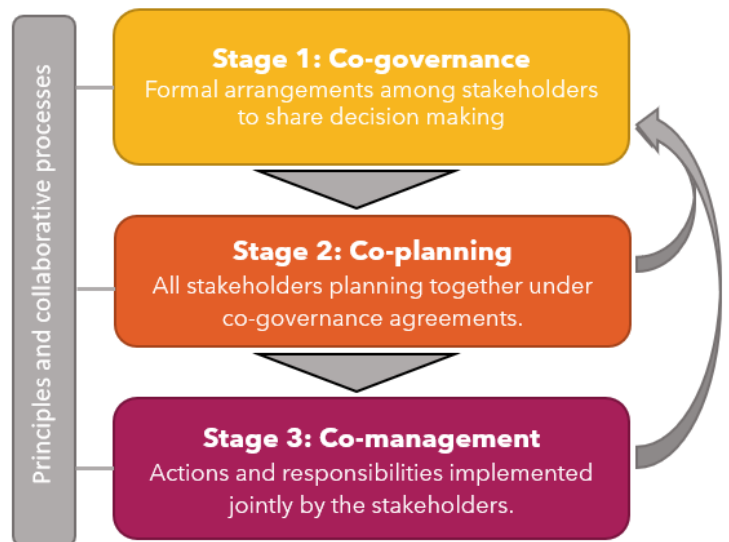 Principles and collaborative processes
Stage 1: Co-governance
Formal arrangements among stakeholders
to share decision making
Stage 2: Co-planning
All stakeholders planning together under
co-governance agreements.
Stage 3: Co-management
Actions and responsibilities implemented
jointly by the stakeholders.